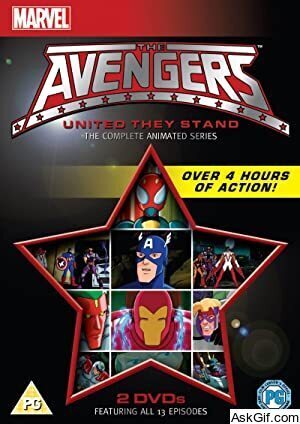 MARVEL
THE
AVENGERS
UNITED THEY STAND
THE COMPLETE ANIMATED SERIES
OVER 4 HOURS
OF ACTION!
2 DVDs
FEATURING ALL 13 EPISODES
PG
PG
AskGif.com